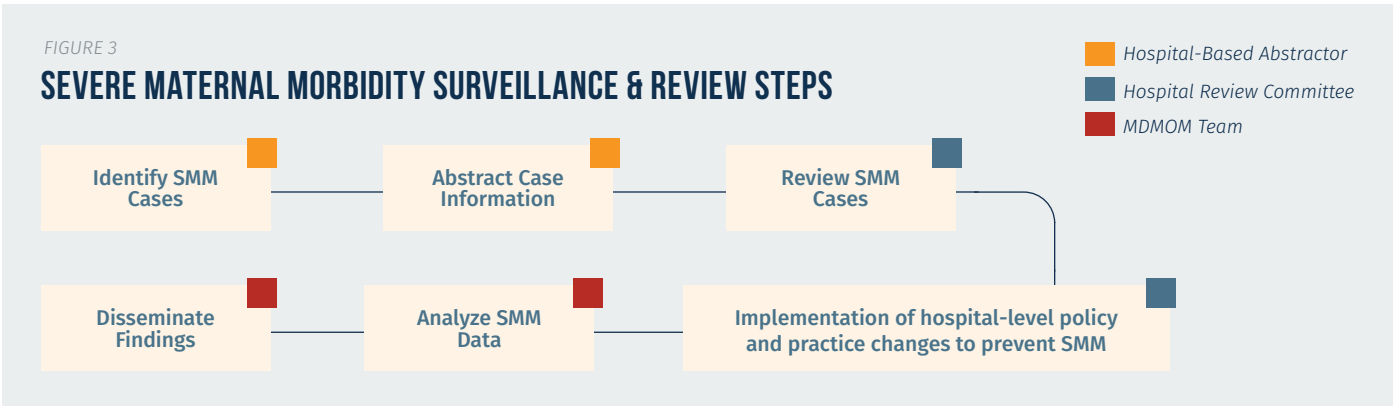 FIGURE 3
SEVERE MATERNAL MORBIDITY SURVEILLANCE & REVIEW STEPS
Hospital-Based Abstractor
Hospital Review Committee
MDMOM Team
Identify SMM
Cases
Abstract Case
Information
Review SMM
Cases
Disseminate
Findings
Analyze SMM
Data
Implementation of hospital-level policy
and practice changes to prevent SMM